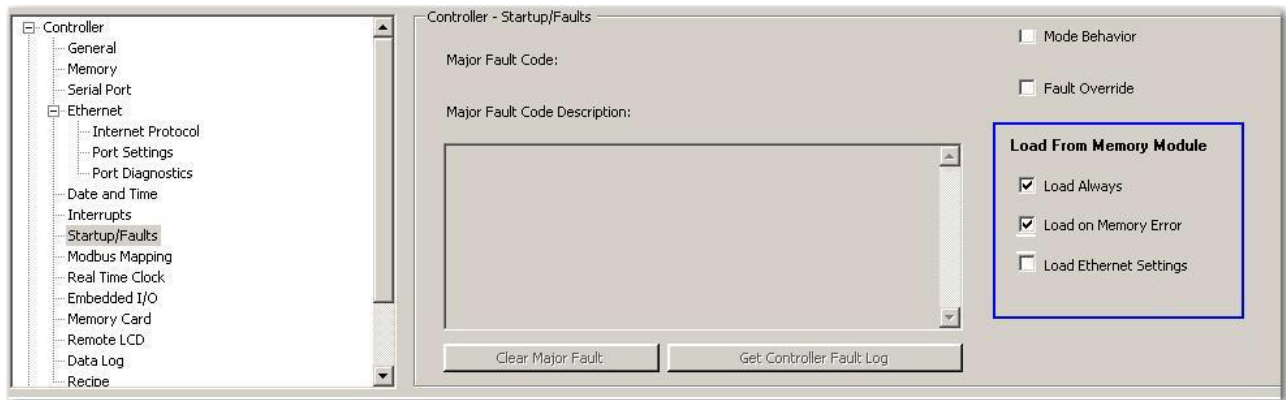 Controller
General
Memory
Serial Port
Ethernet
Internet Protocol
Port Settings
Port Diagnostics
Date and Time
Interrupts
Startup/Faults
Modbus Mapping
Real Time Clock
Embedded I/O
Memory Card
Remote LCD
Data Log
Recipe
Controller - Startup/Faults
Major Fault Code:
Major Fault Code Description:
Clear Major Fault
Get Controller Fault Log
Mode Behavior
Fault Override
Load From Memory Module
Load Always
Load on Memory Error
Load Ethernet Settings